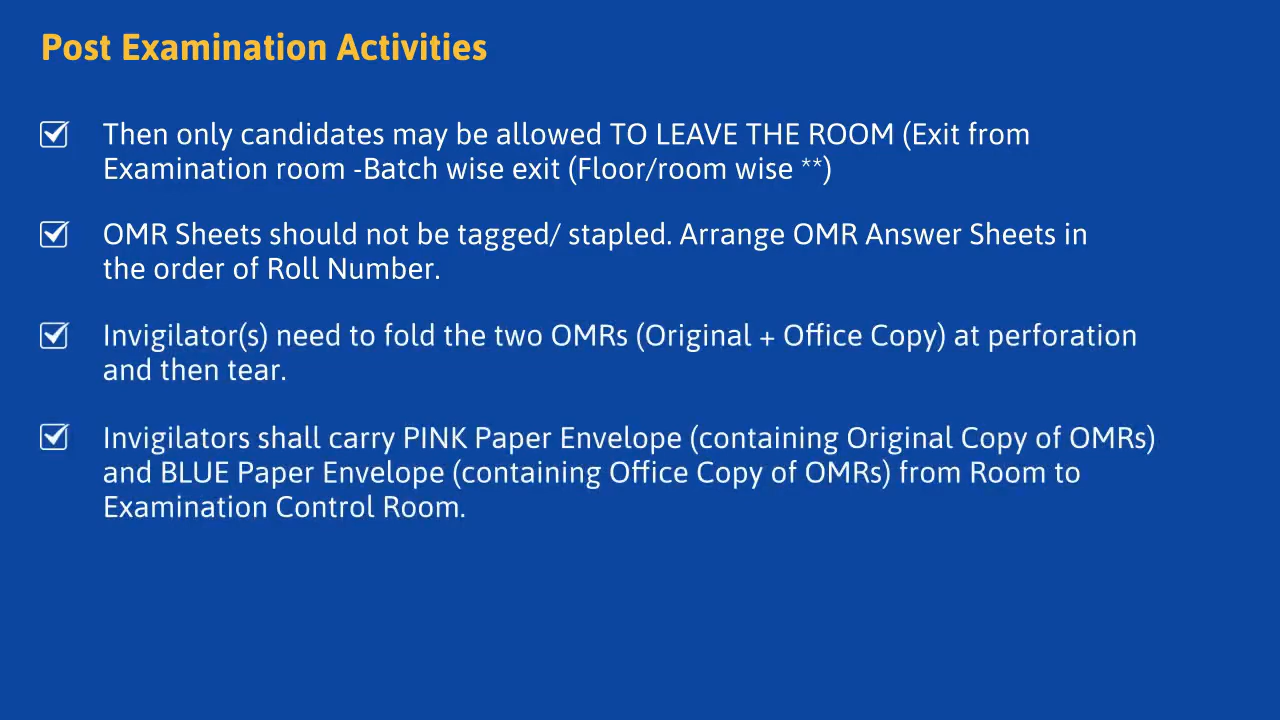 Post Examination Activities
Then only candidates may be allowed TO LEAVE THE ROOM (Exit from
Examination room -Batch wise exit (Floor/room wise **)
OMR Sheets should not be tagged/ stapled. Arrange OMR Answer Sheets in
the order of Roll Number.
Invigilator(s) need to fold the two OMRs (Original + Office Copy) at perforation
and then tear.
Invigilators shall carry PINK Paper Envelope (containing Original Copy of OMRs)
and BLUE Paper Envelope (containing Office Copy of OMRs) from Room to
Examination Control Room.